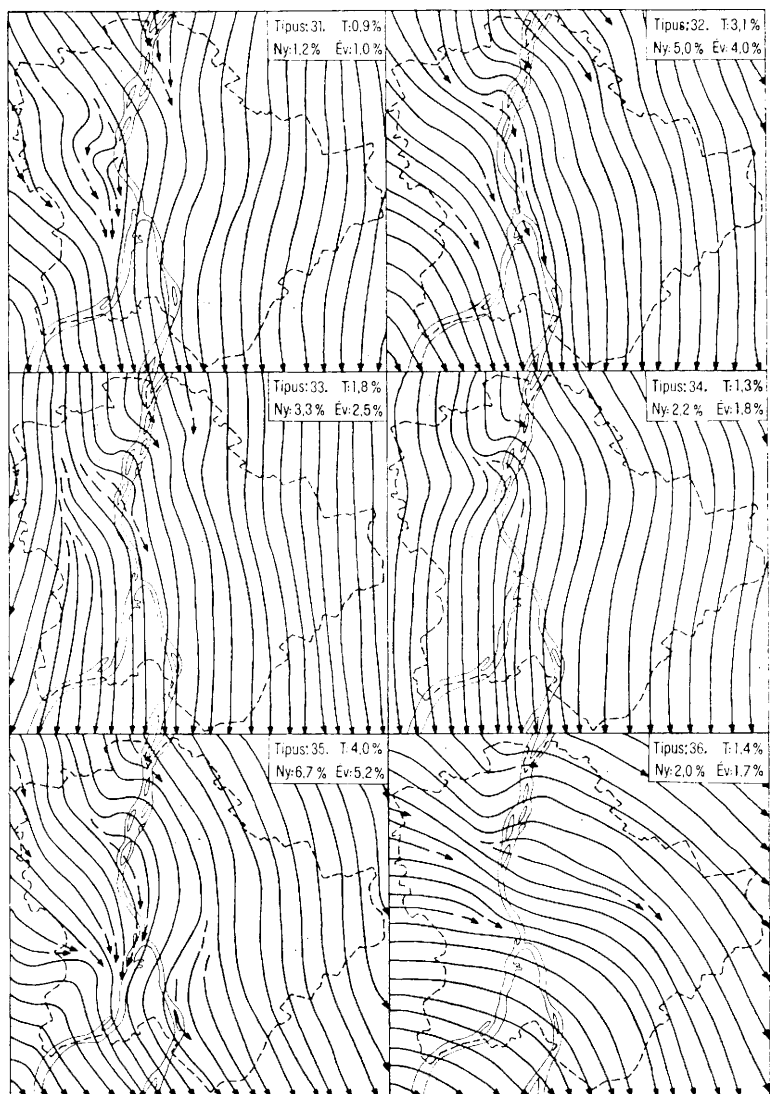 Tipus: 31. T: 0,9%
Ny: 1.2% Év: 1,0%
Tipus: 32. T: 3,1%
Ny: 5,0% Év: 4.0%
Tipus: 33. T: 1,8%
Ny: 3,3% Év: 2.5%
Tipus: 34. T: 1,3%
Ny: 2,2% Év: 1,8%
Tipus: 35. T: 4,0%
Ny: 6.7% Év: 5.2%
Tipus: 36. T: 1.4%
Ny: 2,0% Év: 1.7%